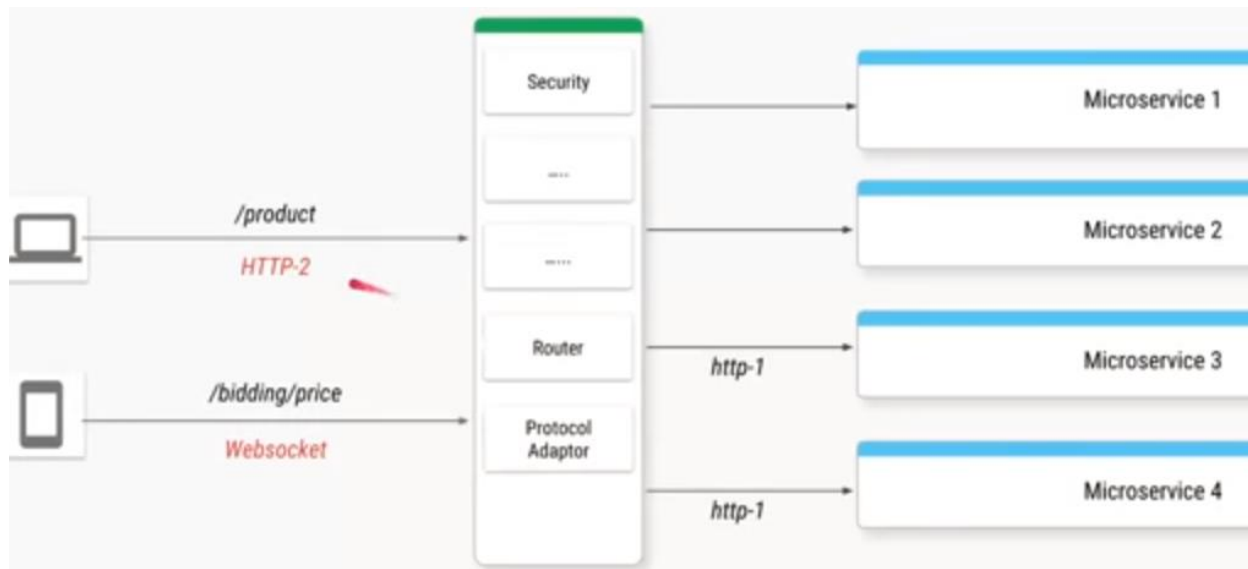 Security
.....
/product
HTTP-2
......
Router
/bidding/price
Websocket
Protocol
Adaptor
Microservice 1
Microservice 2
http-1
Microservice 3
http-1
Microservice 4